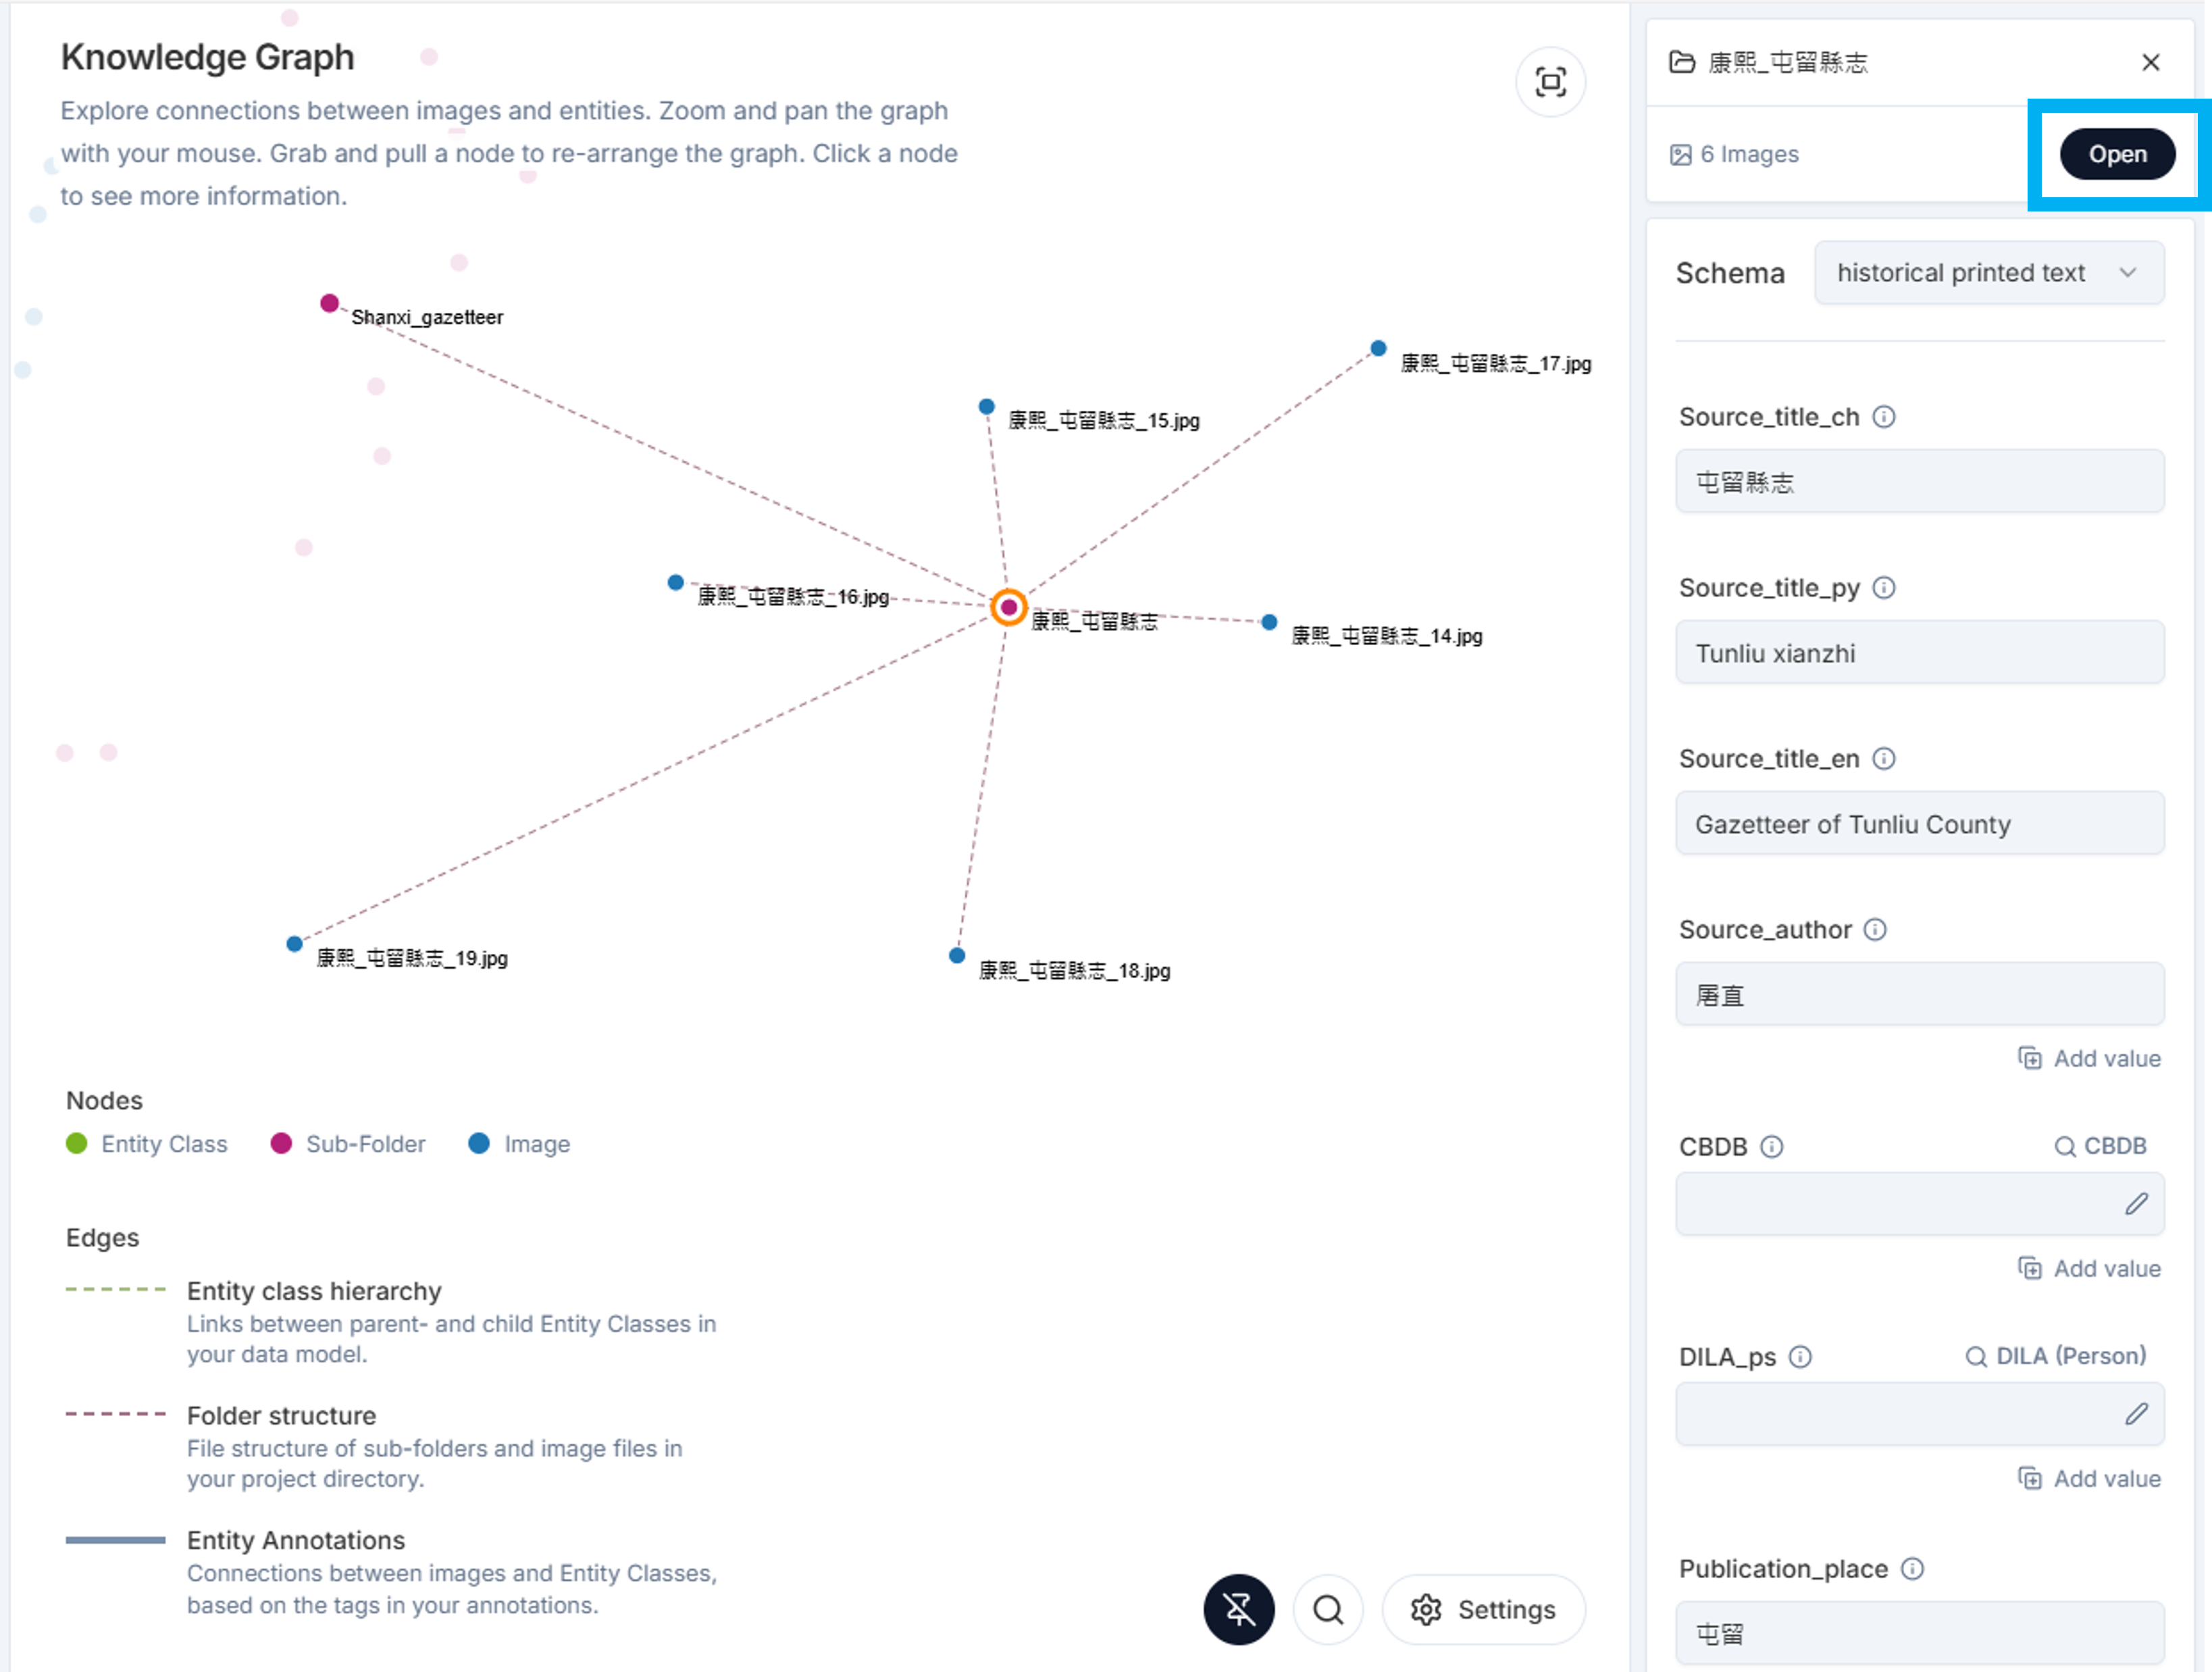 Knowledge Graph
Explore connections between images and entities. Zoom and pan the graph
with your mouse. Grab and pull a node to re-arrange the graph. Click a node
to see more information.
Shanxi_gazetteer
康熙_屯留縣志_17.jpg
康熙_屯留縣志_15.jpg
康熙_屯留縣志_16.jpg
康熙_屯留縣志
康熙_屯留縣志_14.jpg
康熙_屯留縣志_19.jpg
康熙_屯留縣志_18.jpg
Nodes
Entity Class
Sub-Folder
Image
Edges
Entity class hierarchy
Links between parent- and child Entity Classes in
your data model.
Folder structure
File structure of sub-folders and image files in
your project directory.
Entity Annotations
Connections between images and Entity Classes,
based on the tags in your annotations.
Settings
康熙_屯留縣志
6 Images
Open
Schema
historical printed text
Source_title_ch
屯留縣志
Source_title_py
Tunliu xianzhi
Source_title_en
Gazetteer of Tunliu County
Source_author
屠直
Add value
CBDB
CBDB
Add value
DILA_ps
DILA (Person)
Add value
Publication_place
屯留